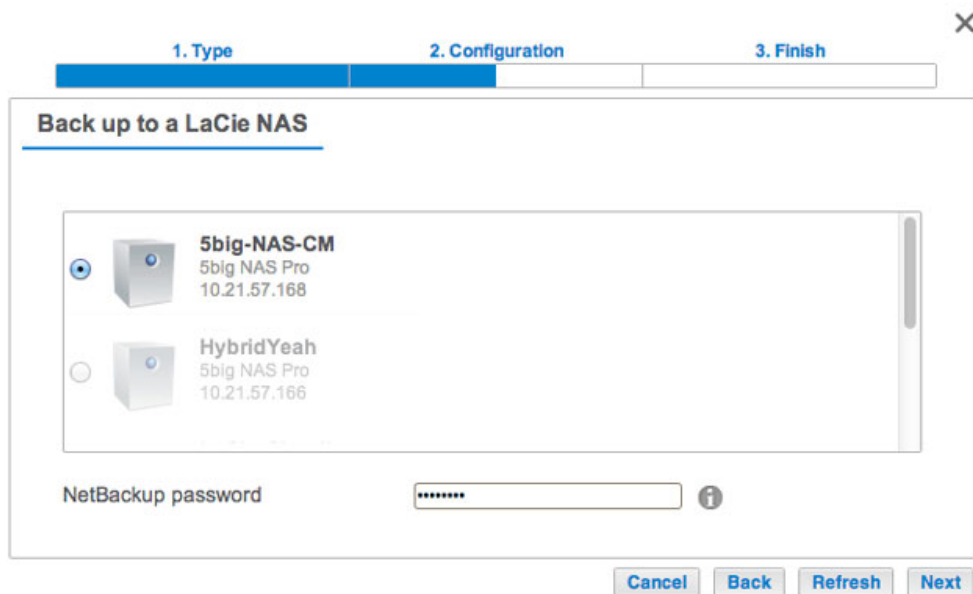 1. Type
2. Configuration
3. Finish
Back up to a LaCie NAS
5big-NAS-CM
5big NAS Pro
10.21.57.168
HybridYeah
5big NAS Pro
10.21.57.166
NetBackup password
Cancel
Back
Refresh
Next